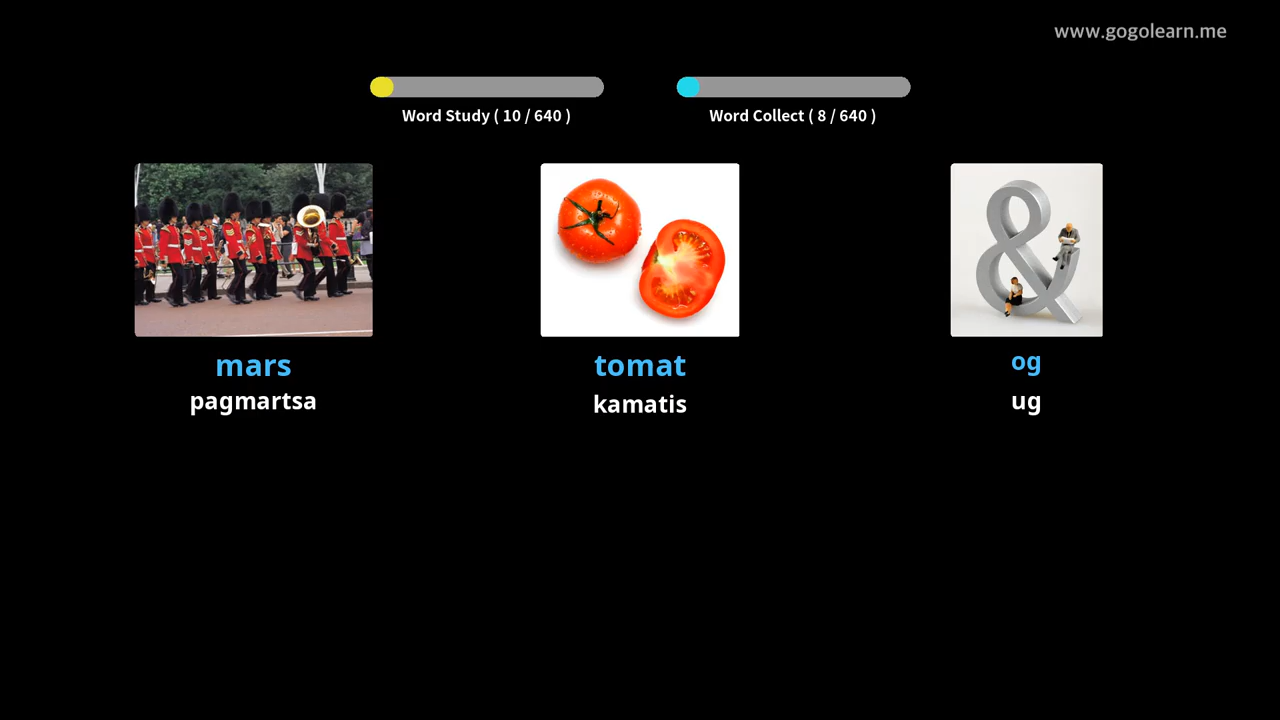 www.gogolearn.me
Word Study ( 10 / 640 )
Word Collect ( 8 / 640 )
mars
pagmartsa
tomat
kamatis
og
ug